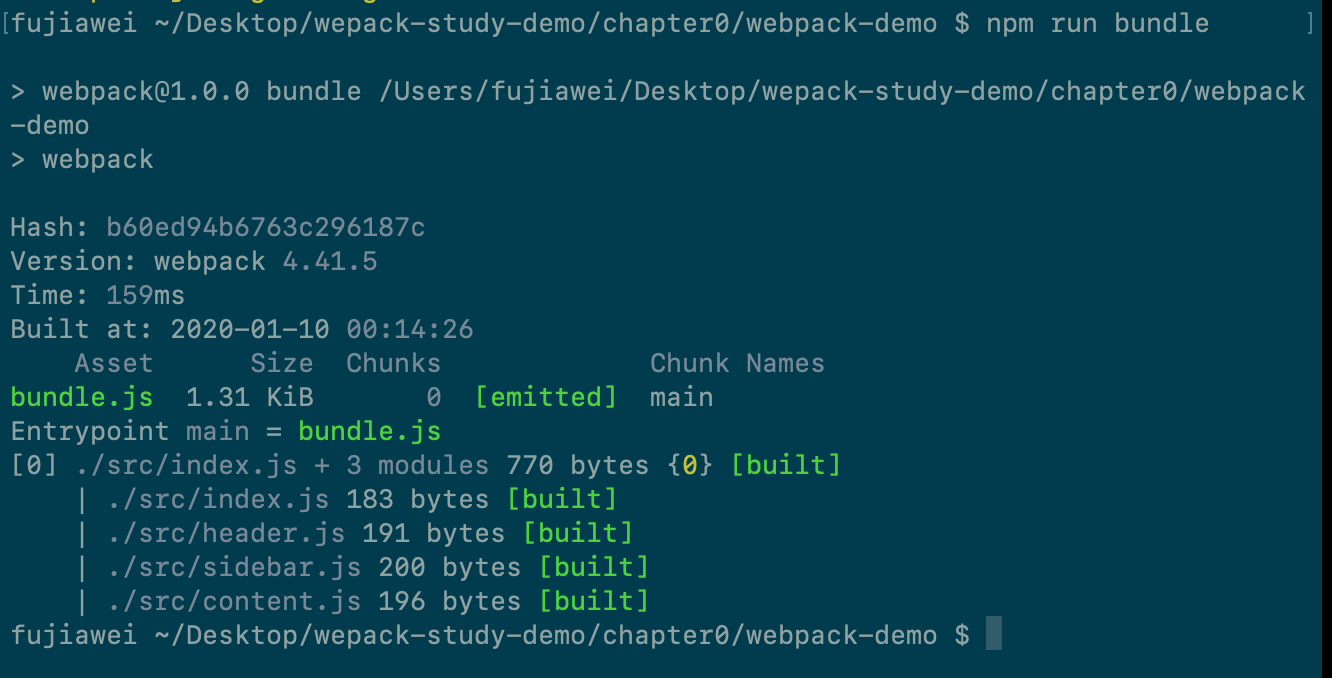 [fujiawei ~/Desktop/wepack-study-demo/chapter0/webpack-demo $ npm run bundle      ]
> webpack@1.0.0 bundle /Users/fujiawei/Desktop/wepack-study-demo/chapter0/webpack
-demo
> webpack
Hash: b60ed94b6763c296187c
Version: webpack 4.41.5
Time: 159ms
Built at: 2020-01-10 00:14:26
    Asset      Size  Chunks             Chunk Names
bundle.js  1.31 KiB       0  [emitted]  main
Entrypoint main = bundle.js
[0] ./src/index.js + 3 modules 770 bytes {0} [built]
    | ./src/index.js 183 bytes [built]
    | ./src/header.js 191 bytes [built]
    | ./src/sidebar.js 200 bytes [built]
    | ./src/content.js 196 bytes [built]
fujiawei ~/Desktop/wepack-study-demo/chapter0/webpack-demo $